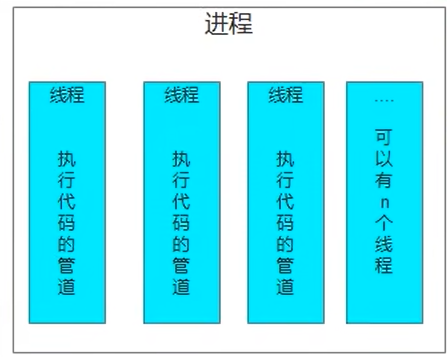 进程
线程
执行代码的管道
线程
执行代码的管道
线程
执行代码的管道
....
可以有n个线程